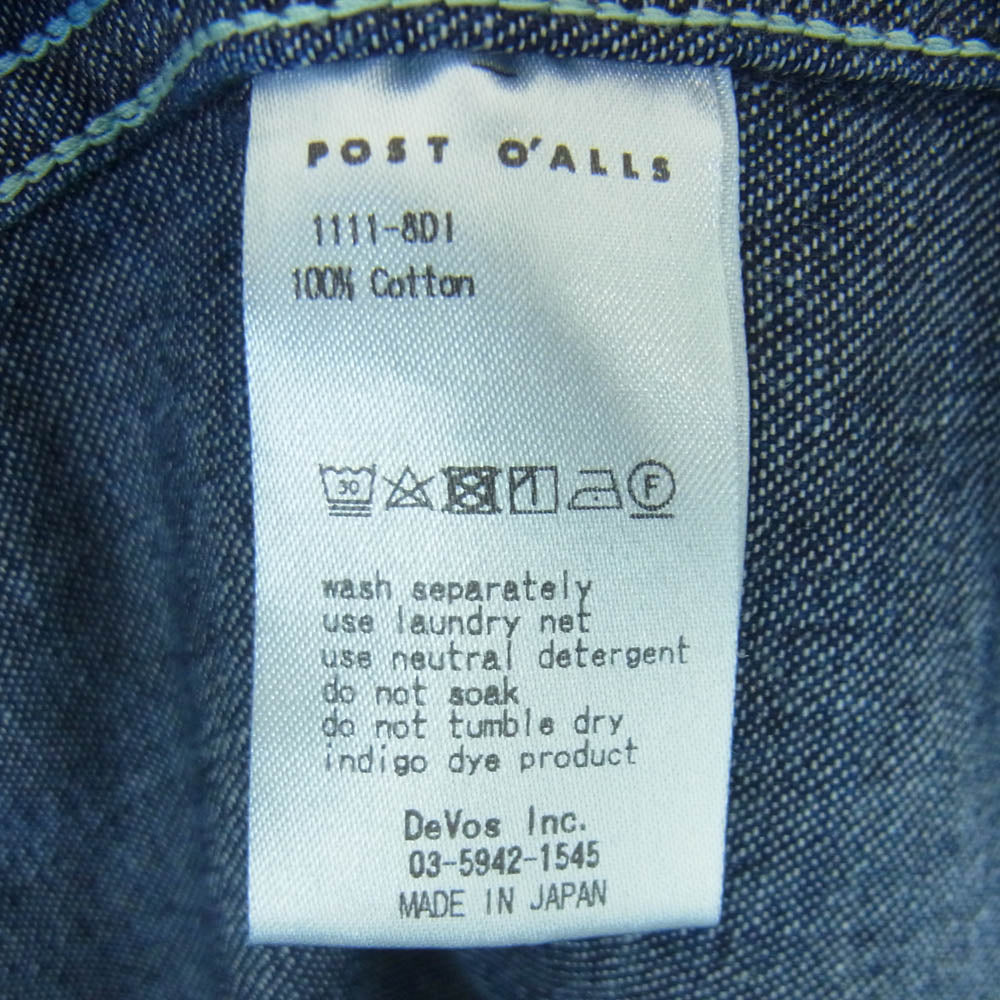 POST O'ALLS
1111-8D1
100% Cotton
30 F
wash separately
use laundry net
use neutral detergent
do not soak
do not tumble dry
indigo dye product
DeVos Inc.
03-5942-1545
MADE IN JAPAN